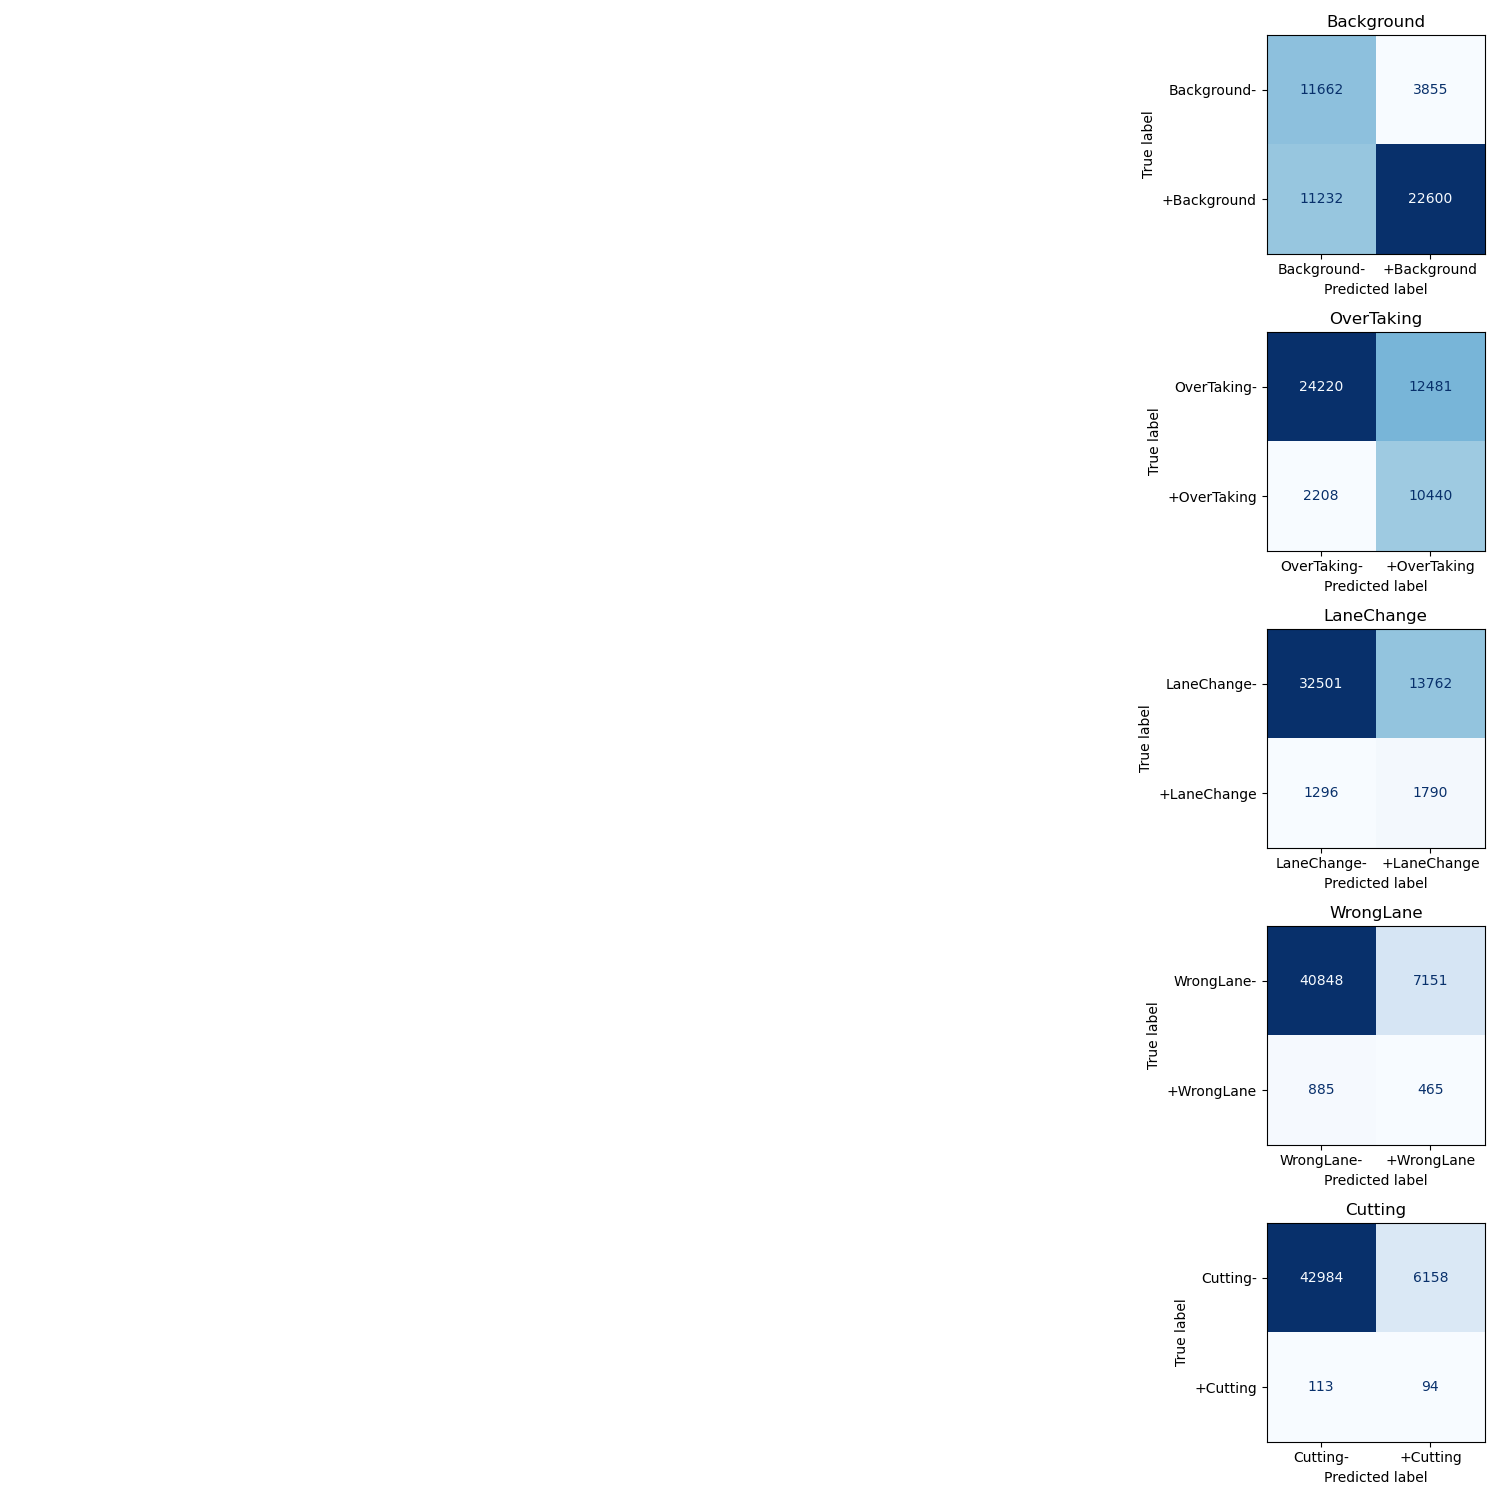 Background
Background-
11662 3855
True label
+Background
11232 22600
Background- +Background
Predicted label
OverTaking
OverTaking-
24220 12481
True label
+OverTaking
2208 10440
OverTaking- +OverTaking
Predicted label
LaneChange
LaneChange-
32501 13762
True label
+LaneChange
1296 1790
LaneChange- +LaneChange
Predicted label
WrongLane
WrongLane-
40848 7151
True label
+WrongLane
885 465
WrongLane- +WrongLane
Predicted label
Cutting
Cutting-
42984 6158
True label
+Cutting
113 94
Cutting- +Cutting
Predicted label